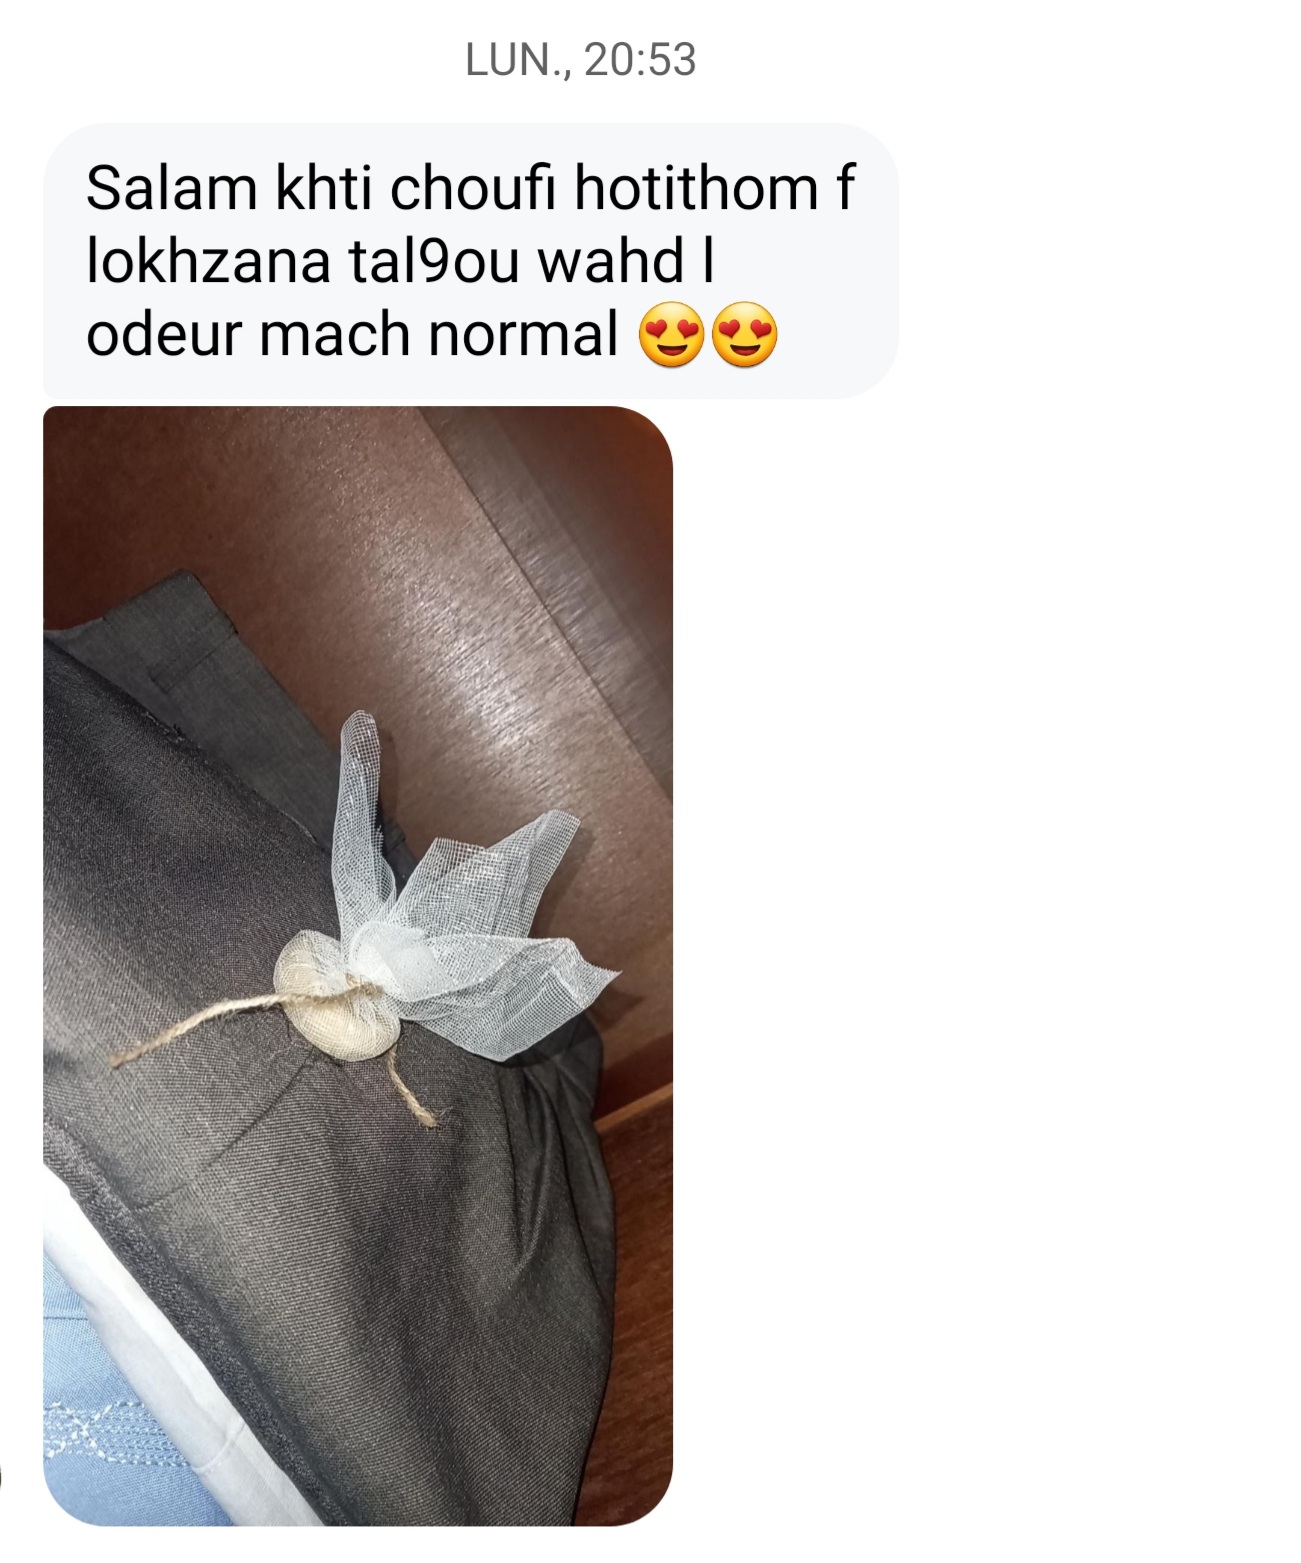 LUN., 20:53
Salam khti choufi hotithom f
lokhzana tal9ou wahd l
odeur mach normal 😍😍